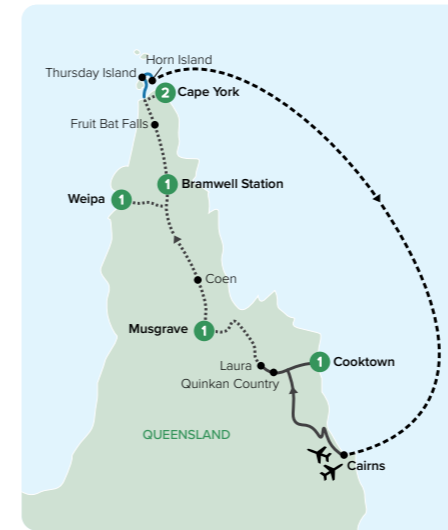 Horn Island
Thursday Island
2 Cape York
Fruit Bat Falls
1 Bramwell Station
Weipa 1
Coen
Musgrave 1
Laura
1 Cooktown
Quinkan Country
QUEENSLAND
Cairns